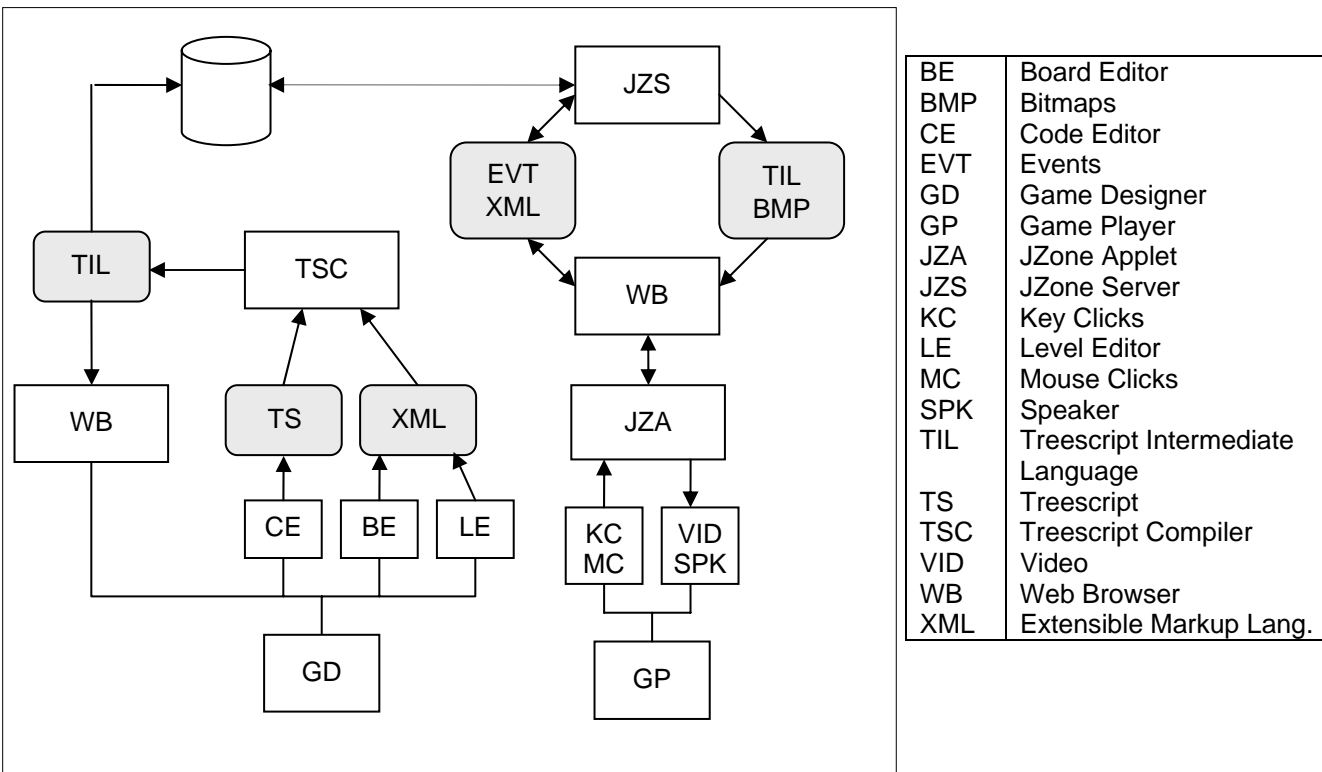 JZS
EVT
XML
TIL
BMP
TIL
TSC
WB
WB
TS
XML
JZA
CE
BE
LE
KC
MC
VID
SPK
GD
GP
BE Board Editor
BMP Bitmaps
CE Code Editor
EVT Events
GD Game Designer
GP Game Player
JZA JZone Applet
JZS JZone Server
KC Key Clicks
LE Level Editor
MC Mouse Clicks
SPK Speaker
TIL Treescript Intermediate
Language
TS Treescript
TSC Treescript Compiler
VID Video
WB Web Browser
XML Extensible Markup Lang.